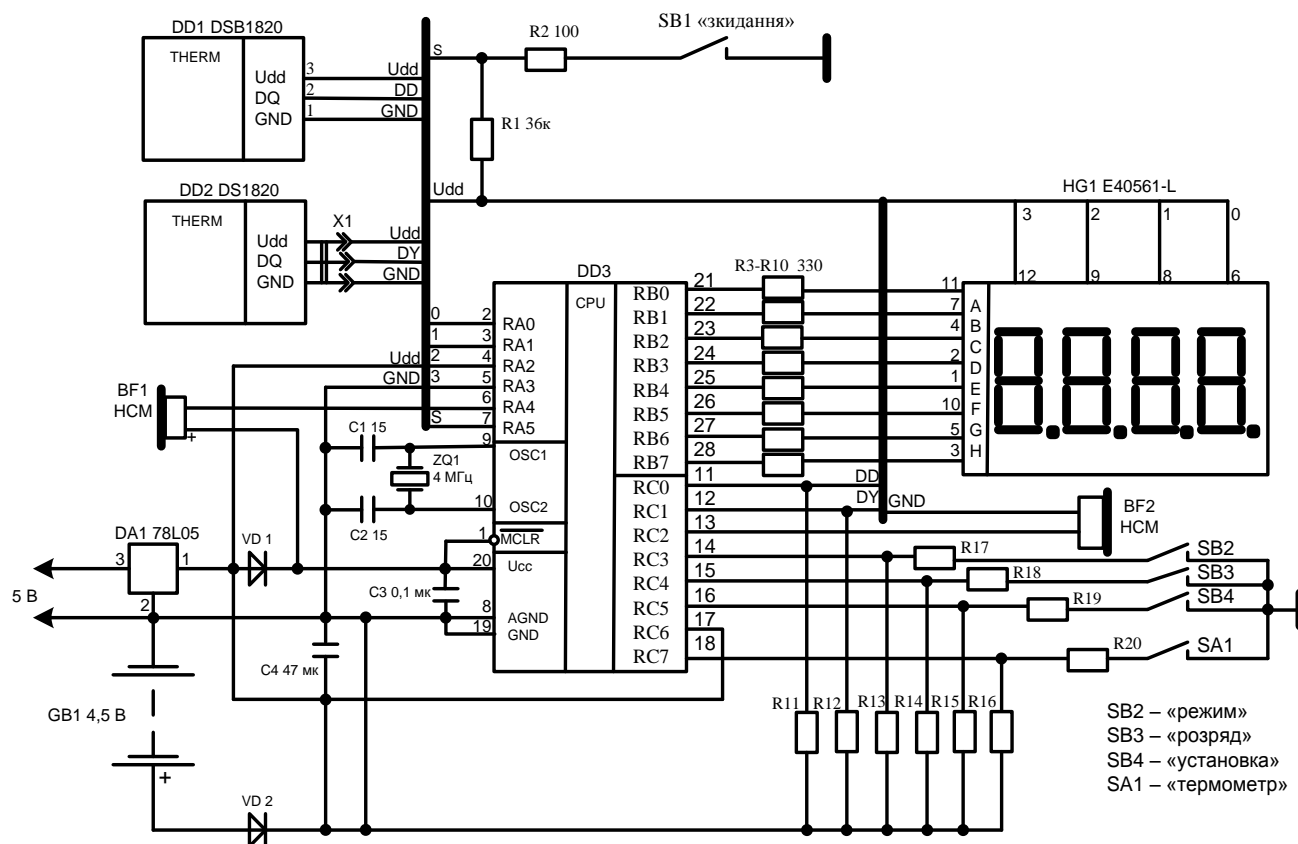 DD1 DSB1820
THERM
Udd
DQ
GND
3
2
1
Udd
DD
GND
S
R2 100
SB1 «зкидання»
R1 36к
Udd
DD2 DS1820
THERM
Udd
DQ
GND
X1
Udd
DY
GND
HG1 E40561-L
3
2
1
0
12
9
8
6
R3-R10 330
DD3
CPU
0
1
Udd 2
GND 3
S
2
3
4
5
6
7
9
10
1
20
8
19
RA0
RA1
RA2
RA3
RA4
RA5
OSC1
OSC2
MCLR
Ucc
AGND
GND
RB0
RB1
RB2
RB3
RB4
RB5
RB6
RB7
RC0
RC1
RC2
RC3
RC4
RC5
RC6
RC7
21
22
23
24
25
26
27
28
11
12
13
14
15
16
17
18
11
7
4
2
1
10
5
3
A
B
C
D
E
F
G
H
BF1
HCM
+
C1 15
ZQ1
4 МГц
C2 15
DD
DY
GND
BF2
HCM
DA1 78L05
3
1
2
VD 1
5 В
C3 0,1 мк
C4 47 мк
R17
R18
R19
R20
SB2
SB3
SB4
SA1
GB1 4,5 В
+
VD 2
R11
R12
R13
R14
R15
R16
SB2 – «режим»
SB3 – «розряд»
SB4 – «установка»
SA1 – «термометр»